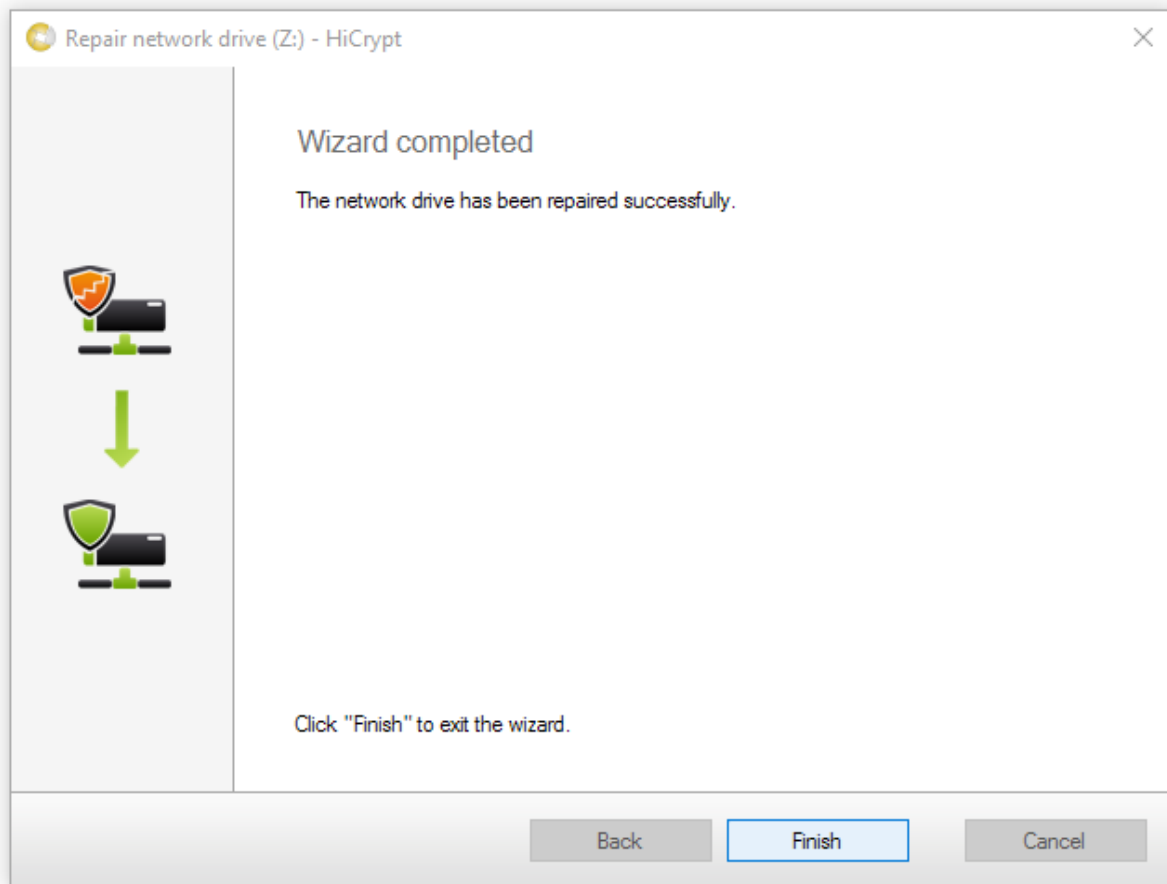 Repair network drive (Z:) - HiCrypt
Wizard completed
The network drive has been repaired successfully.
Click "Finish" to exit the wizard.
Back
Finish
Cancel